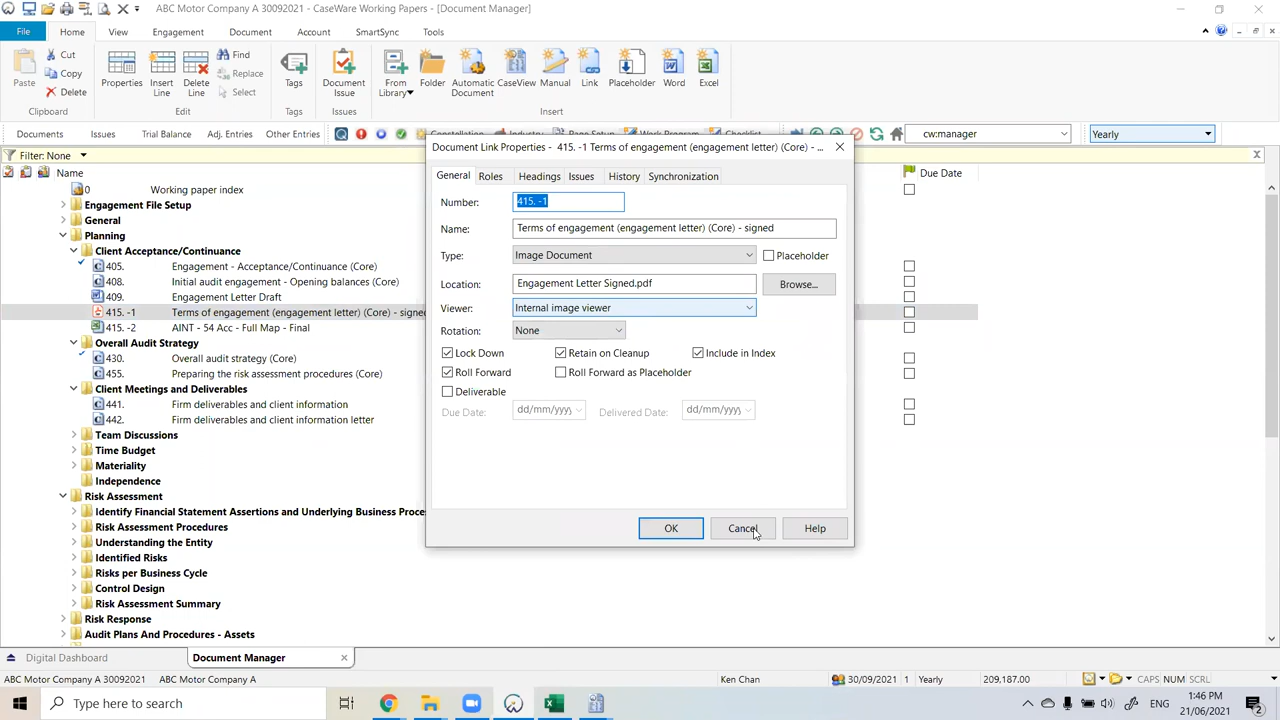 ABC Motor Company A 30092021 - CaseWare Working Papers - [Document Manager]
File Home View Engagement Document Account SmartSync Tools
Paste Cut Copy Delete Properties Insert Line Delete Line Find Replace Select Tags Document Issue From Library Folder Automatic Document CaseView Manual Link Placeholder Word Excel
Clipboard Edit Tags Issues Insert
Documents Issues Trial Balance Adj. Entries Other Entries cw:manager Yearly
Filter: None
Name Due Date
0 Working paper index
Engagement File Setup
General
Planning
Client Acceptance/Continuance
405. Engagement - Acceptance/Continuance (Core)
408. Initial audit engagement - Opening balances (Core)
409. Engagement Letter Draft
415. -1 Terms of engagement (engagement letter) (Core) - signed
415. -2 AINT - 54 Acc - Full Map - Final
Overall Audit Strategy
430. Overall audit strategy (Core)
455. Preparing the risk assessment procedures (Core)
Client Meetings and Deliverables
441. Firm deliverables and client information
442. Firm deliverables and client information letter
Team Discussions
Time Budget
Materiality
Independence
Risk Assessment
Identify Financial Statement Assertions and Underlying Business Proce
Risk Assessment Procedures
Understanding the Entity
Identified Risks
Risks per Business Cycle
Control Design
Risk Assessment Summary
Risk Response
Audit Plans And Procedures - Assets
Document Link Properties - 415. -1 Terms of engagement (engagement letter) (Core) - ...
General Roles Headings Issues History Synchronization
Number: 415. -1
Name: Terms of engagement (engagement letter) (Core) - signed
Type: Image Document Placeholder
Location: Engagement Letter Signed.pdf Browse...
Viewer: Internal image viewer
Rotation: None
Lock Down Retain on Cleanup Include in Index
Roll Forward Roll Forward as Placeholder
Deliverable
Due Date: dd/mm/yyyy Delivered Date: dd/mm/yyyy
OK Cancel Help
Digital Dashboard Document Manager
ABC Motor Company A 30092021 ABC Motor Company A Ken Chan 30/09/2021 1 Yearly 209,187.00 CAPS NUM SCRL
Type here to search ENG 1:46 PM
21/06/2021 2